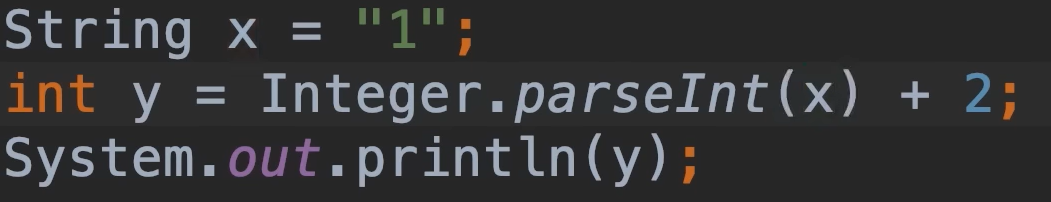 String x = "1";
int y = Integer.parseInt(x) + 2;
System.out.println(y);